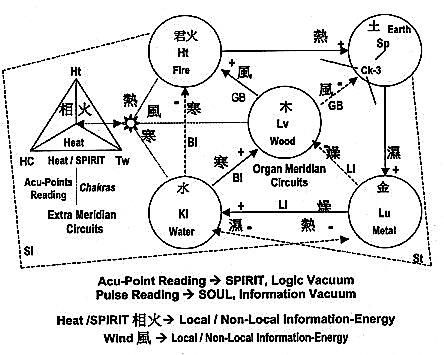 君火
Ht
Fire
土 Earth
Sp
Ck-3
熱 +
+ 風
GB
風 -
GB
Ht
相火
Heat
HC Heat / SPIRIT Tw
Acu-Points
Reading
Chakras
Extra Meridian
Circuits
熱
風
寒
- 寒
BI
木
Lv
Wood
寒 +
BI
Organ Meridian
Circuits
- 燥
LI
濕
+
水
KI
Water
金
Lu
Metal
+ LI 燥
濕 - 熱 -
SI
St
Acu-Point Reading → SPIRIT, Logic Vacuum
Pulse Reading → SOUL, Information Vacuum
Heat /SPIRIT 相火 → Local / Non-Local Information-Energy
Wind 風 → Local / Non-Local Information-Energy